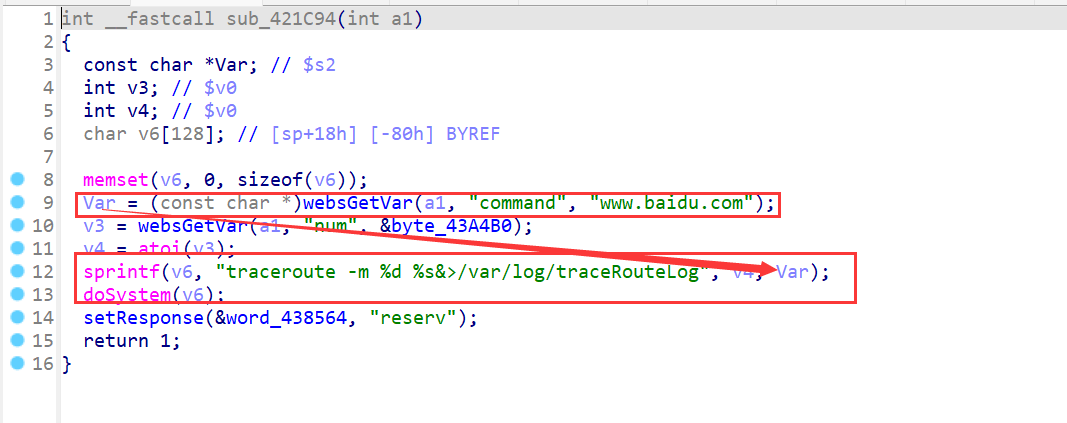 1 int __fastcall sub_421C94(int a1)
2 {
3 const char *Var; // $s2
4 int v3; // $v0
5 int v4; // $v0
6 char v6[128]; // [sp+18h] [-80h] BYREF
7
8 memset(v6, 0, sizeof(v6));
9 Var = (const char *)websGetVar(a1, "command", "www.baidu.com");
10 v3 = websGetVar(a1, "num", &byte_43A4B0);
11 v4 = atoi(v3);
12 sprintf(v6, "traceroute -m %d %s&>/var/log/traceRouteLog", v4, Var);
13 doSystem(v6);
14 setResponse(&word_438564, "reserv");
15 return 1;
16 }